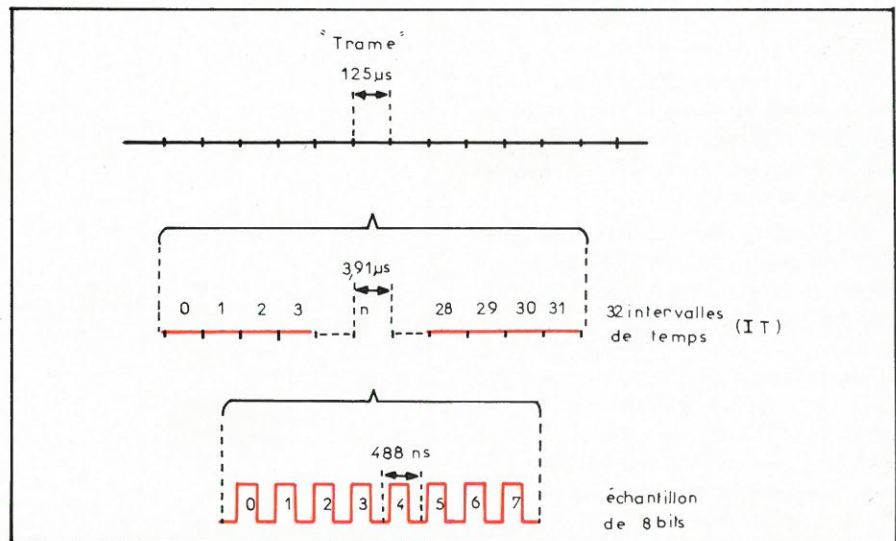 "Trame"
125µs
3,91µs
0 1 2 3 n 28 29 30 31
32 intervalles
de temps (IT)
488 ns
0 1 2 3 4 5 6 7
échantillon
de 8 bits